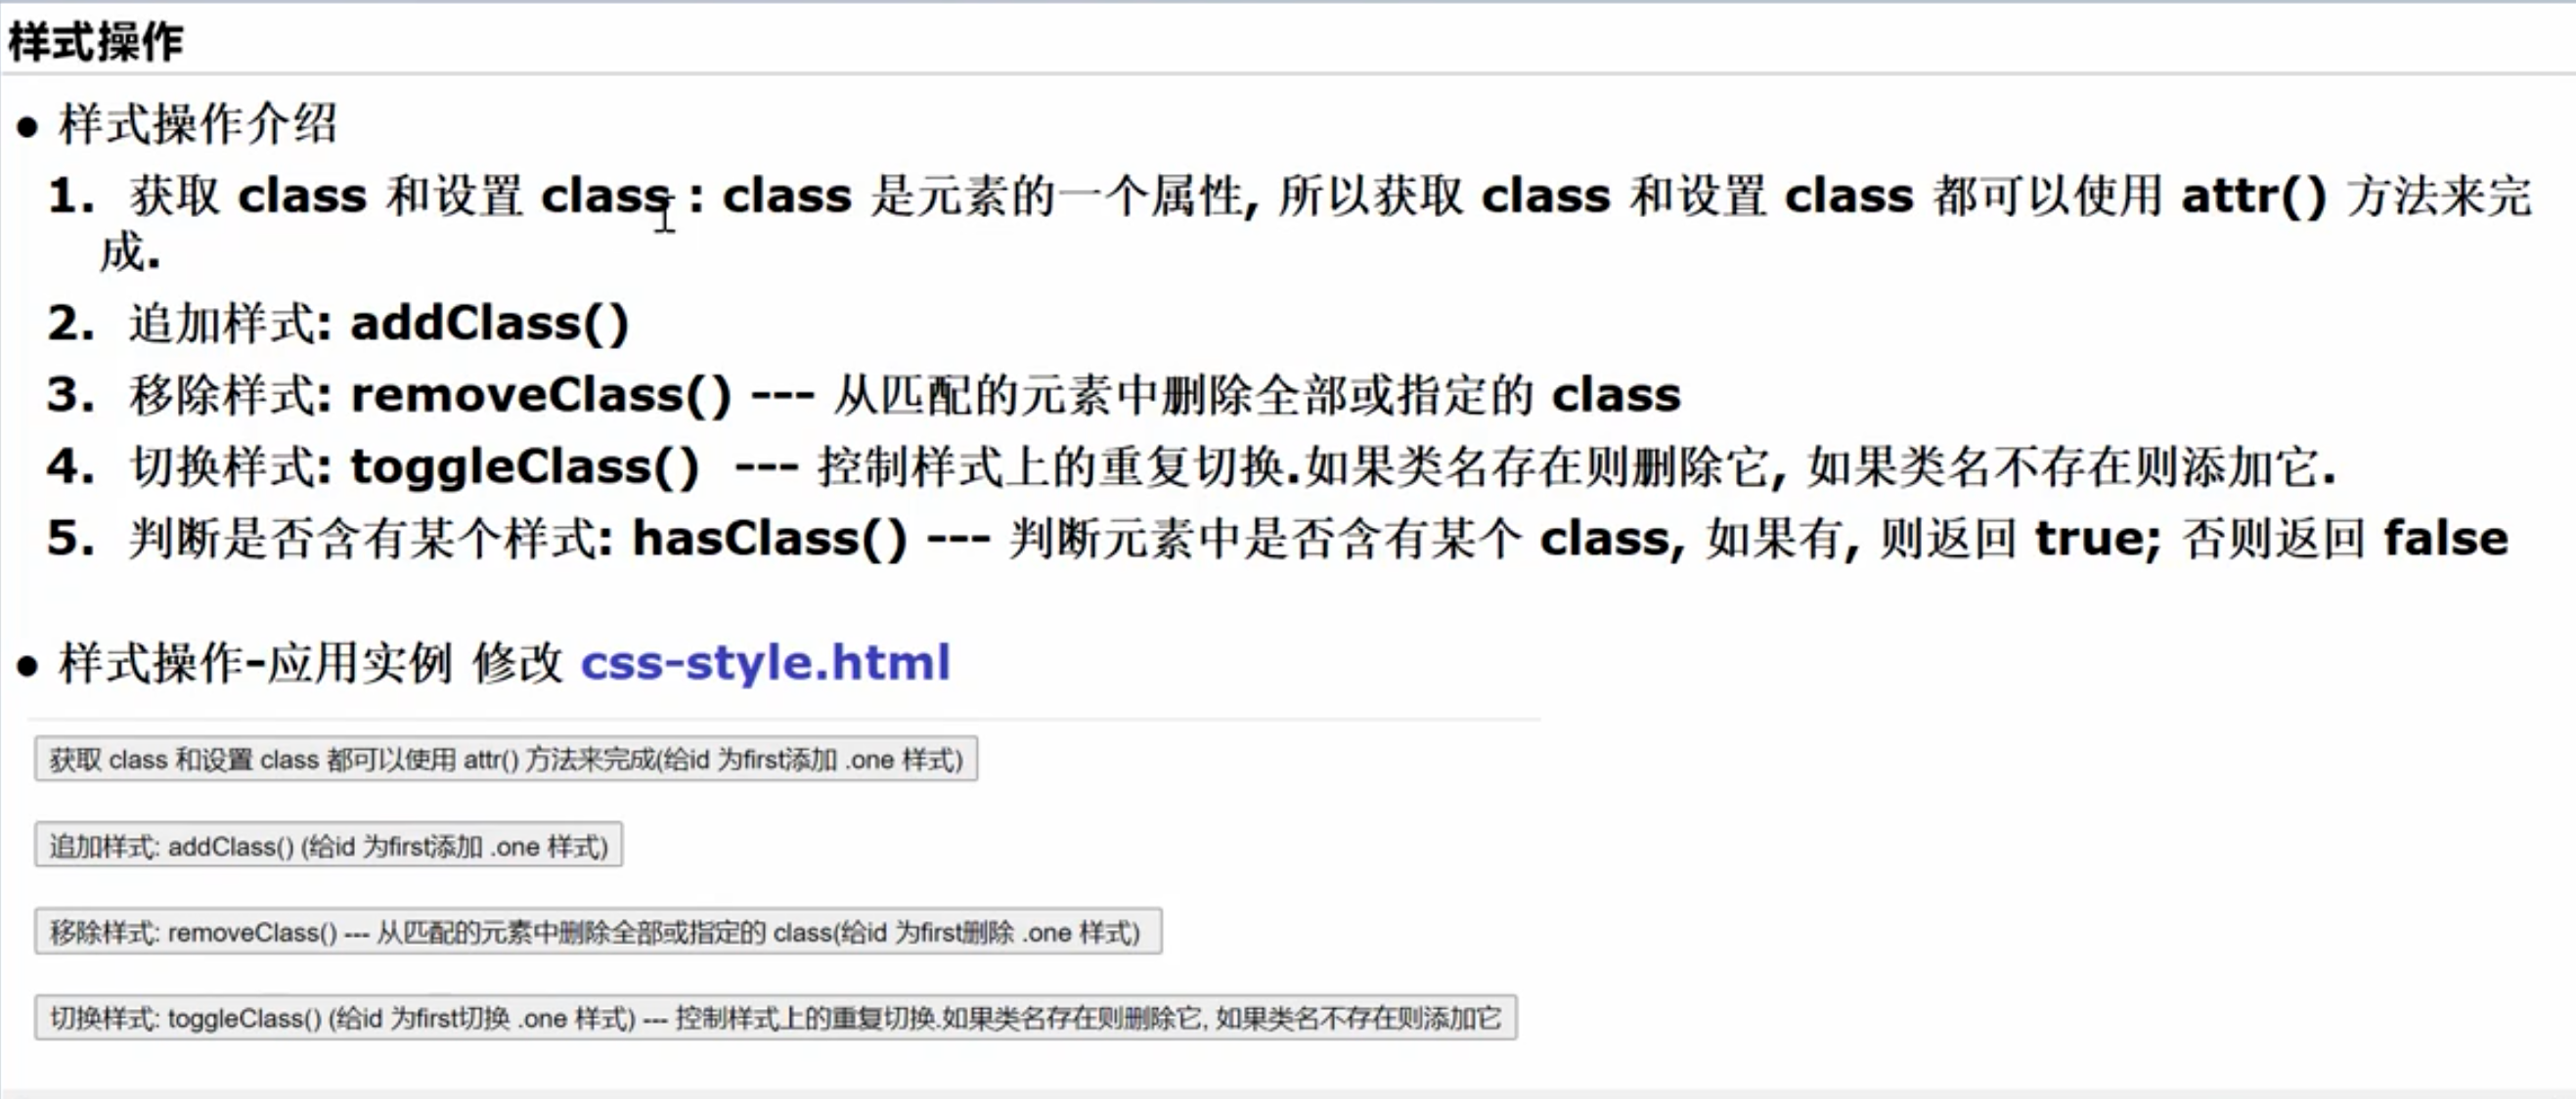 样式操作
● 样式操作介绍
1. 获取 class 和设置 class : class 是元素的一个属性, 所以获取 class 和设置 class 都可以使用 attr() 方法来完
成.
2. 追加样式: addClass()
3. 移除样式: removeClass() --- 从匹配的元素中删除全部或指定的 class
4. 切换样式: toggleClass() --- 控制样式上的重复切换.如果类名存在则删除它, 如果类名不存在则添加它.
5. 判断是否含有某个样式: hasClass() --- 判断元素中是否含有某个 class, 如果有, 则返回 true; 否则返回 false
● 样式操作-应用实例 修改 css-style.html
获取 class 和设置 class 都可以使用 attr() 方法来完成(给id 为first添加 .one 样式)
追加样式: addClass() (给id 为first添加 .one 样式)
移除样式: removeClass() --- 从匹配的元素中删除全部或指定的 class(给id 为first删除 .one 样式)
切换样式: toggleClass() (给id 为first切换 .one 样式) --- 控制样式上的重复切换.如果类名存在则删除它, 如果类名不存在则添加它